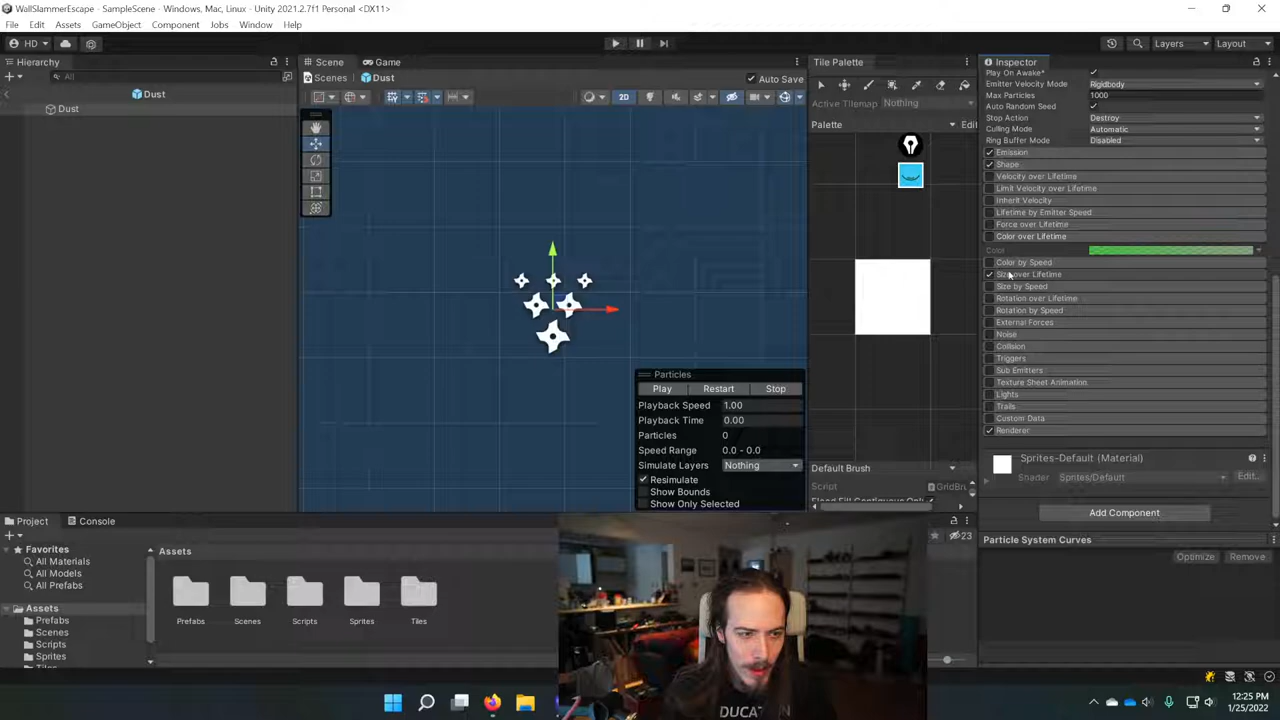 WallSlammerEscape - SampleScene - Windows, Mac, Linux - Unity 2021.2.7f1 Personal <DX11>
File Edit Assets GameObject Component Jobs Window Help
HD Layers Layout
Hierarchy
All
Dust
Dust
Scene Game
Scenes Dust Auto Save
2D
Particles
Play Restart Stop
Playback Speed 1.00
Playback Time 0.00
Particles 0
Speed Range 0.0 - 0.0
Simulate Layers Nothing
Resimulate
Show Bounds
Show Only Selected
Tile Palette
Active Tilemap Nothing
Palette Edit
Default Brush
Script GridBru
Inspector
Play On Awake*
Emitter Velocity Mode Rigidbody
Max Particles 1000
Auto Random Seed
Stop Action Destroy
Culling Mode Automatic
Ring Buffer Mode Disabled
Emission
Shape
Velocity over Lifetime
Limit Velocity over Lifetime
Inherit Velocity
Lifetime by Emitter Speed
Force over Lifetime
Color over Lifetime
Color
Color by Speed
Size over Lifetime
Size by Speed
Rotation over Lifetime
Rotation by Speed
External Forces
Noise
Collision
Triggers
Sub Emitters
Texture Sheet Animation
Lights
Trails
Custom Data
Renderer
Sprites-Default (Material)
Shader Sprites/Default Edit...
Add Component
Particle System Curves
Optimize Remove
Project Console
23
Favorites
All Materials
All Models
All Prefabs
Assets
Prefabs
Scenes
Scripts
Sprites
Assets
Prefabs Scenes Scripts Sprites Tiles
DUCATI
12:25 PM
1/25/2022